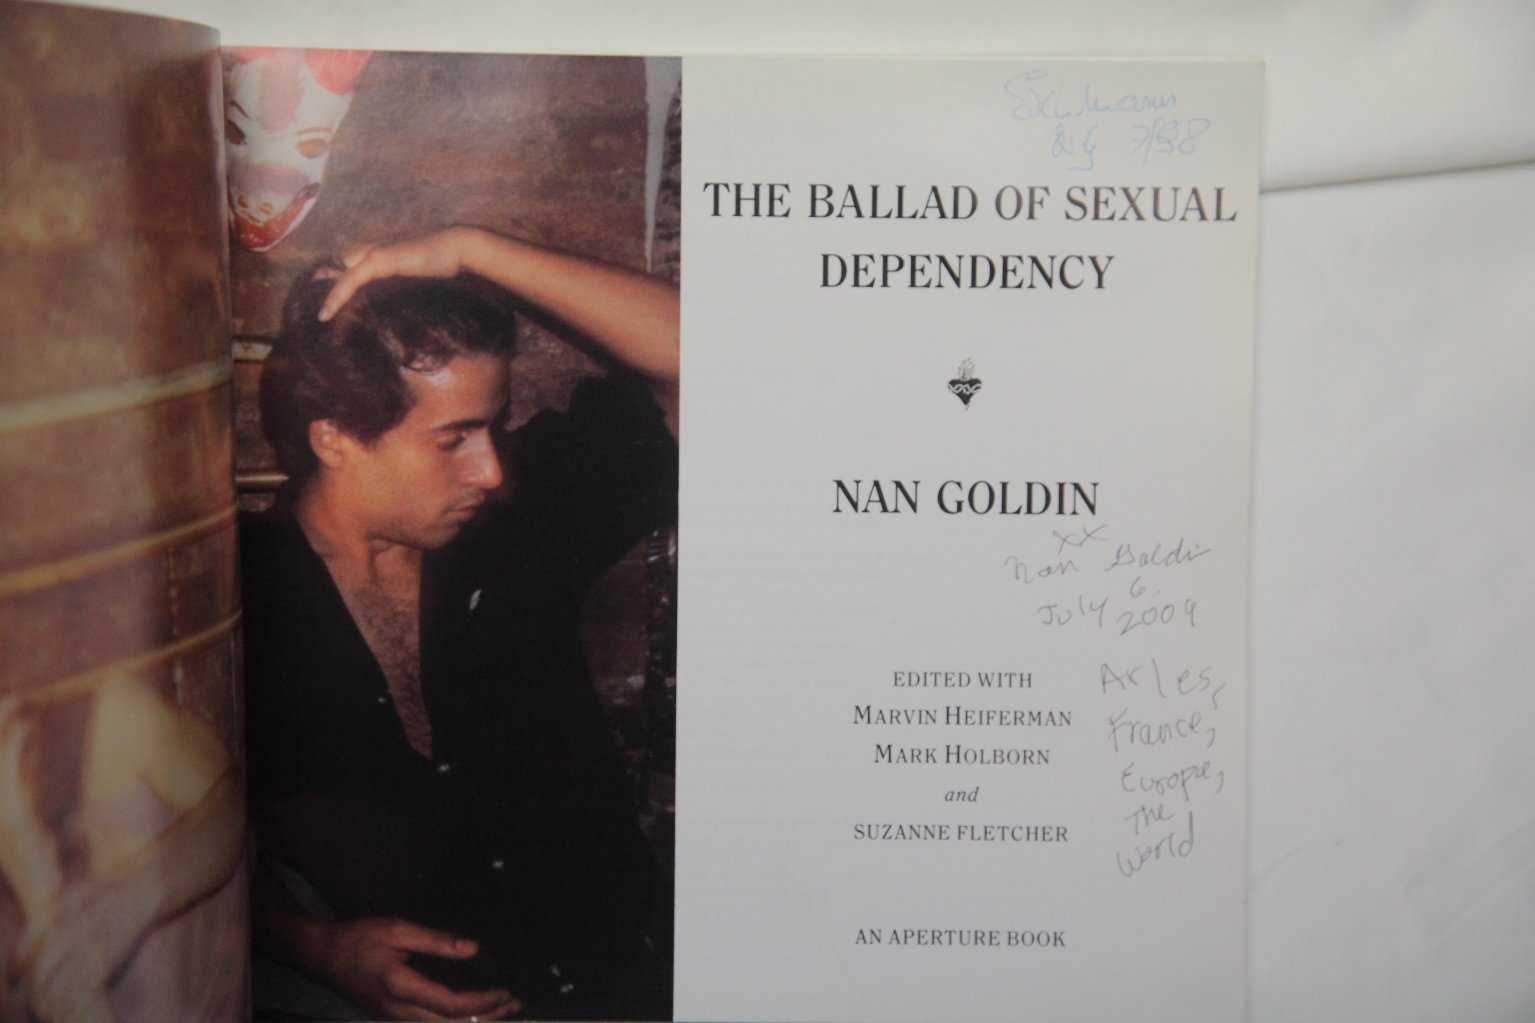 THE BALLAD OF SEXUAL
DEPENDENCY
NAN GOLDIN
xx
Nan Goldin
6
July 2009
EDITED WITH
MARVIN HEIFERMAN
MARK HOLBORN
and
SUZANNE FLETCHER
Arles,
France,
Europe,
The
World
AN APERTURE BOOK